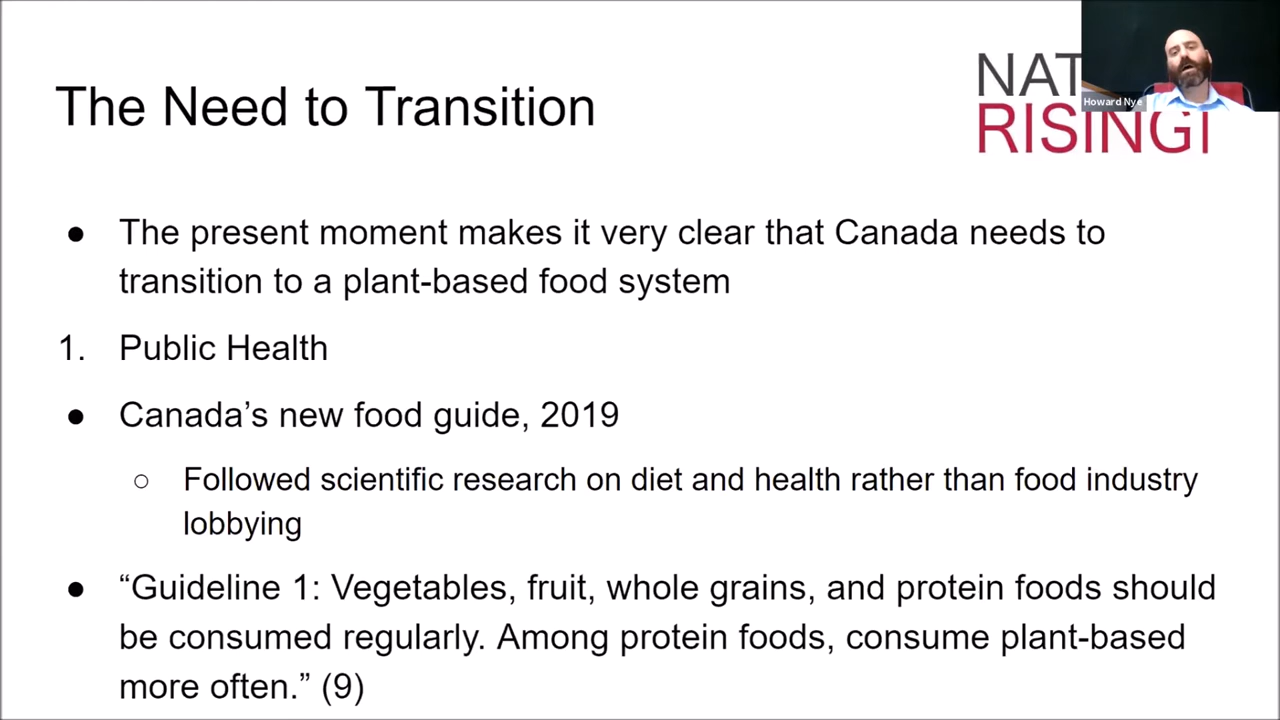 The Need to Transition
NAT
RISING
Howard Nye
● The present moment makes it very clear that Canada needs to
transition to a plant-based food system
1. Public Health
● Canada’s new food guide, 2019
○ Followed scientific research on diet and health rather than food industry
lobbying
● “Guideline 1: Vegetables, fruit, whole grains, and protein foods should
be consumed regularly. Among protein foods, consume plant-based
more often.” (9)